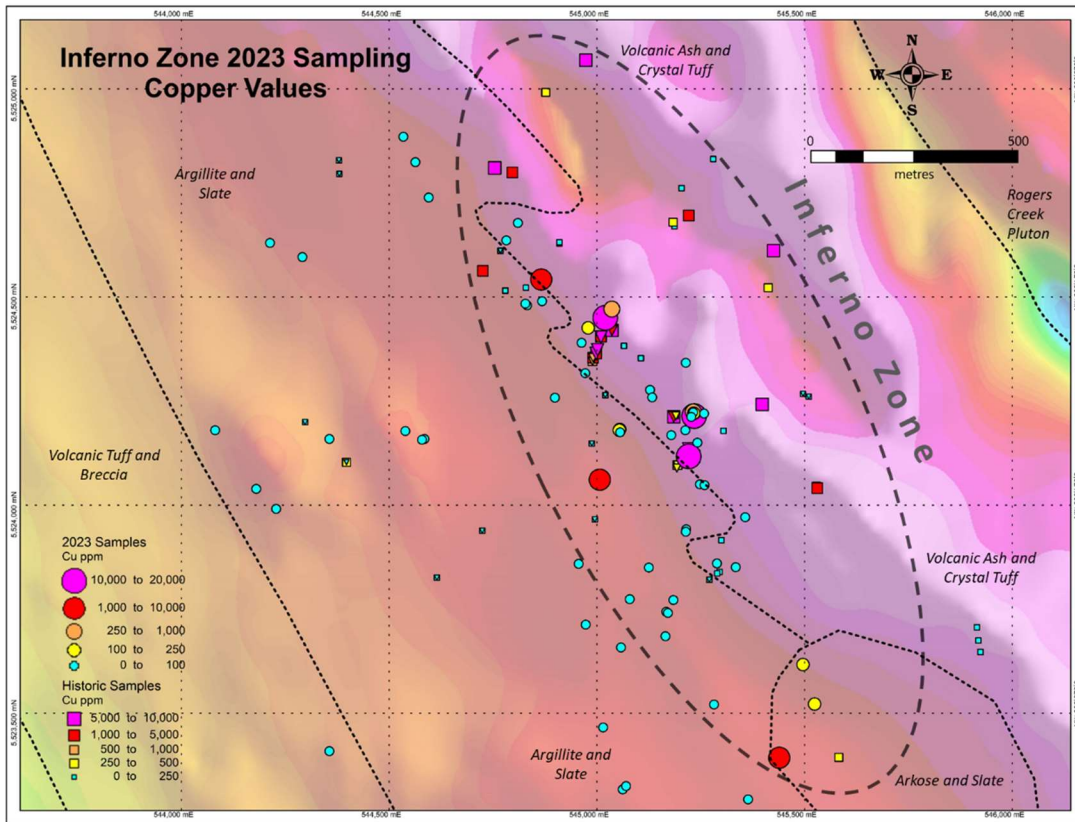 544,000 mE
544,500 mE
545,000 mE
545,500 mE
546,000 mE
Inferno Zone 2023 Sampling
Copper Values
Volcanic Ash and
Crystal Tuff
N
W
E
S
0
500
metres
5,525,000 mN
Argillite and
Slate
Rogers
Creek
Pluton
Inferno Zone
5,524,500 mN
Volcanic Tuff and
Breccia
5,524,000 mN
2023 Samples
Cu ppm
10,000 to 20,000
1,000 to 10,000
250 to 1,000
100 to 250
0 to 100
Historic Samples
Cu ppm
5,000 to 10,000
1,000 to 5,000
500 to 1,000
250 to 500
0 to 250
Volcanic Ash and
Crystal Tuff
5,523,500 mN
Argillite and
Slate
Arkose and Slate
544,000 mE
544,500 mE
545,000 mE
545,500 mE
546,000 mE